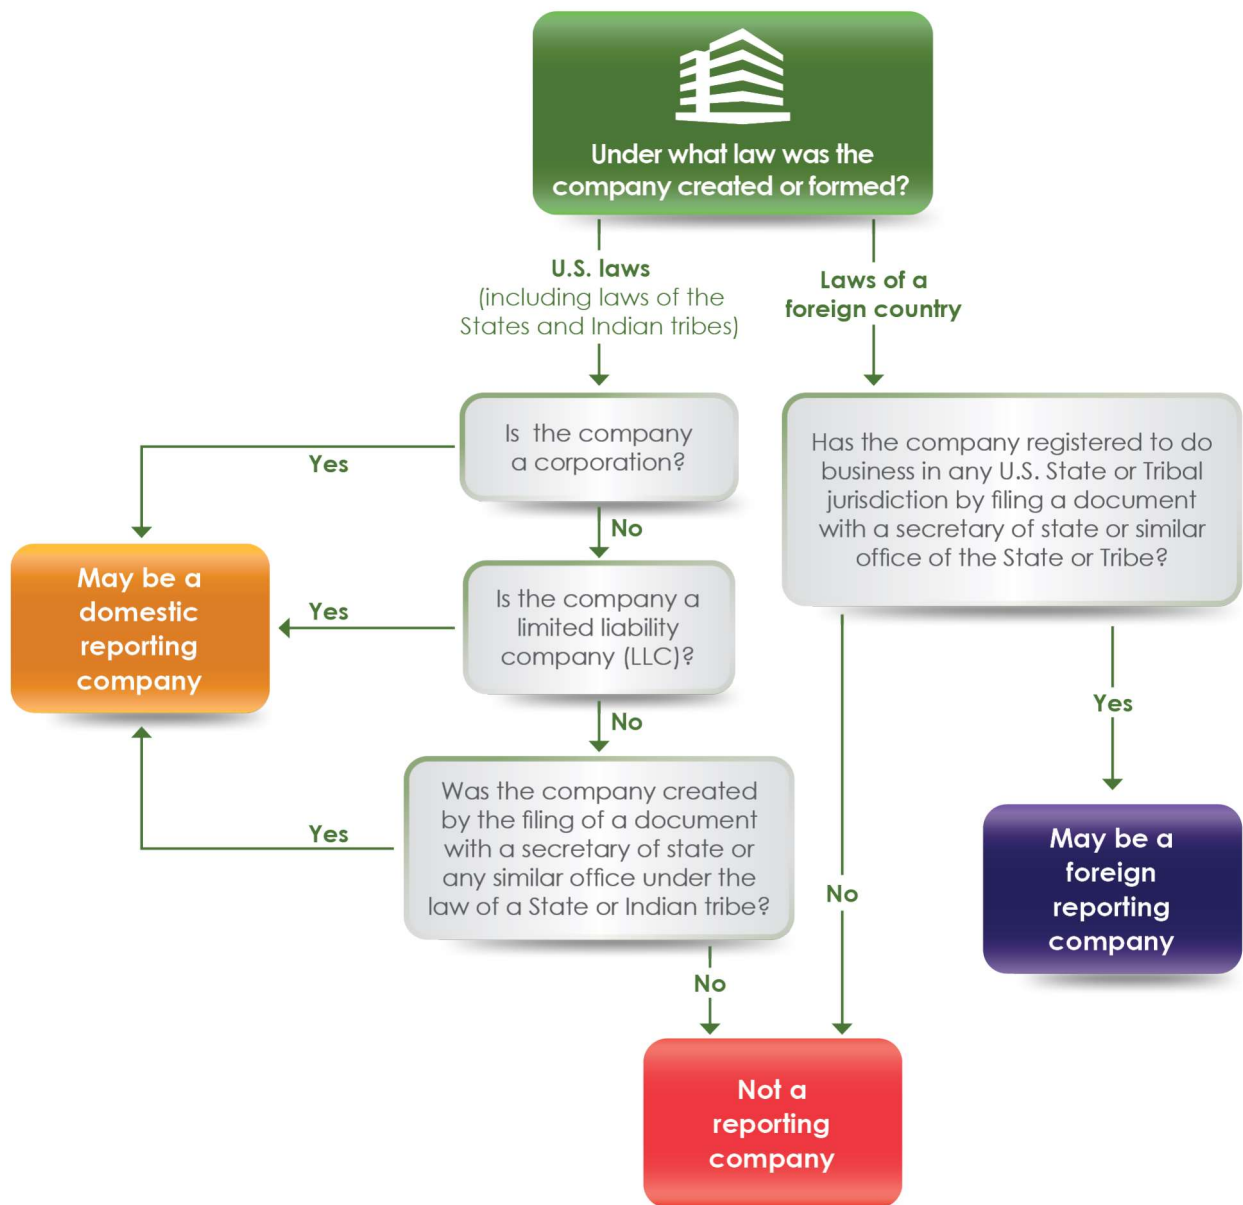 Under what law was the
company created or formed?
U.S. laws
(including laws of the
States and Indian tribes)
Laws of a
foreign country
Is the company
a corporation?
Yes
No
Has the company registered to do
business in any U.S. State or Tribal
jurisdiction by filing a document
with a secretary of state or similar
office of the State or Tribe?
May be a
domestic
reporting
company
Yes
Is the company a
limited liability
company (LLC)?
No
Yes
Was the company created
by the filing of a document
with a secretary of state or
any similar office under the
law of a State or Indian tribe?
Yes
No
No
May be a
foreign
reporting
company
Not a
reporting
company